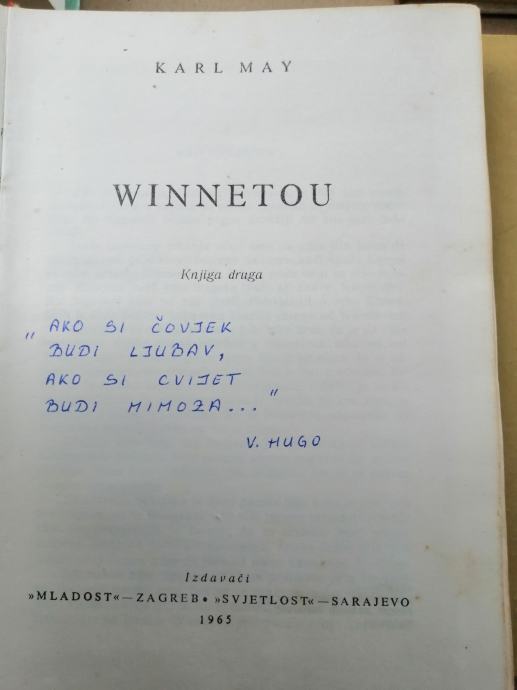 KARL MAY
WINNETOU
Knjiga druga
„ AKO SI ČOVJEK
BUDI LJUBAV,
AKO SI CVIJET
BUDI MIMOZA... "
V. HUGO
Izdavači
»MLADOST« — ZAGREB • »SVJETLOST« — SARAJEVO
1965